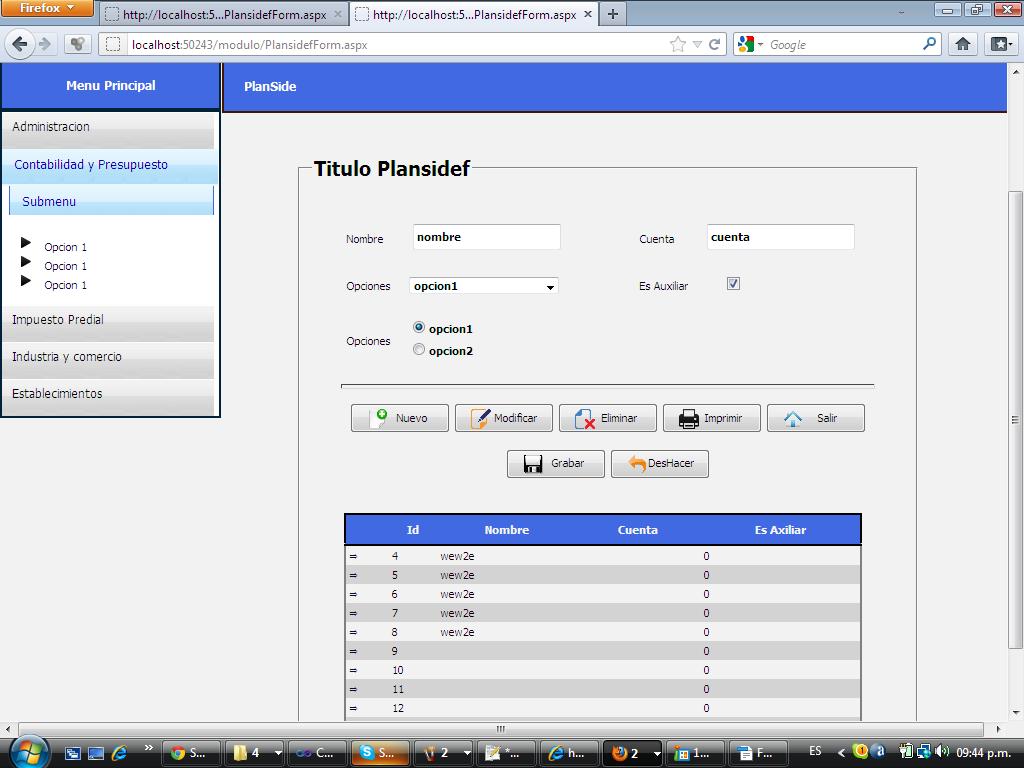 Firefox
http://localhost:5...PlansidefForm.aspx
http://localhost:5...PlansidefForm.aspx
localhost:50243/modulo/PlansidefForm.aspx
Google
Menu Principal
PlanSide
Administracion
Contabilidad y Presupuesto
Submenu
Opcion 1
Opcion 1
Opcion 1
Impuesto Predial
Industria y comercio
Establecimientos
Titulo Plansidef
Nombre nombre Cuenta cuenta
Opciones opcion1 Es Auxiliar
Opciones opcion1
opcion2
Nuevo Modificar Eliminar Imprimir Salir
Grabar DesHacer
Id Nombre Cuenta Es Axiliar
4 wew2e 0
5 wew2e 0
6 wew2e 0
7 wew2e 0
8 wew2e 0
9 0
10 0
11 0
12 0
S... 4 C... S... 2 *... h... 2 1... F... ES 09:44 p.m.